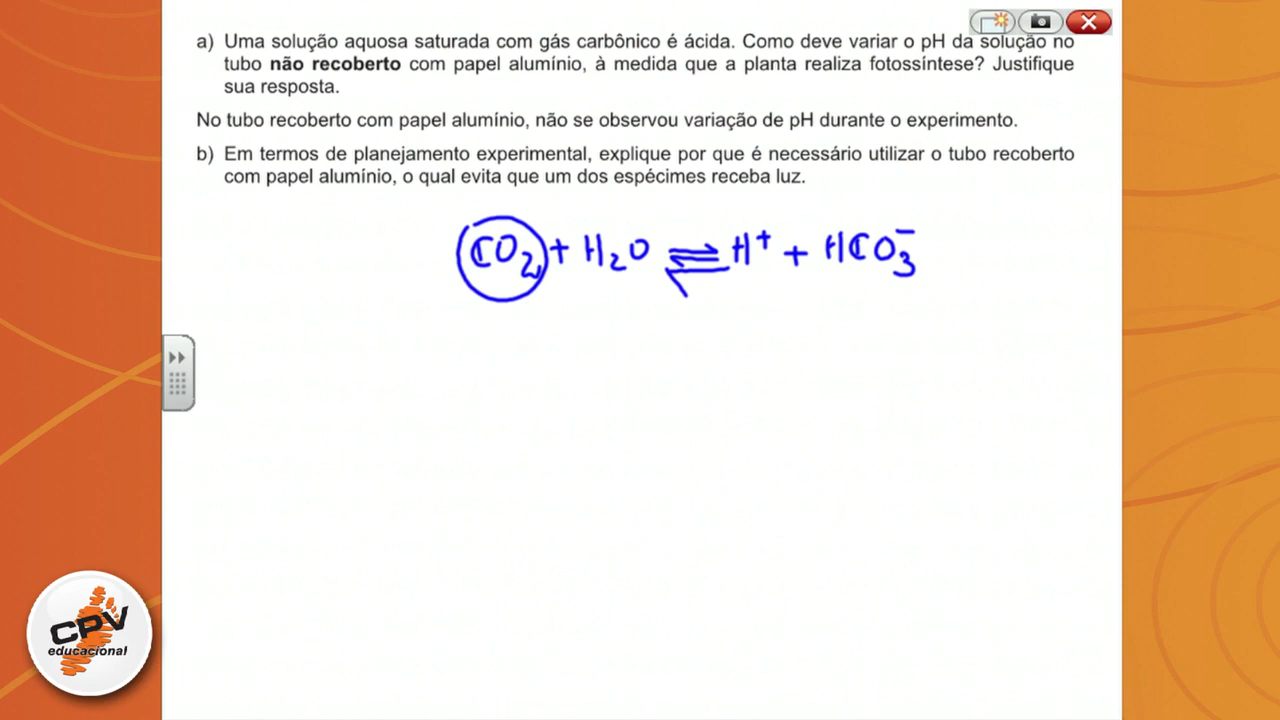 a) Uma solução aquosa saturada com gás carbônico é ácida. Como deve variar o pH da solução no
tubo não recoberto com papel alumínio, à medida que a planta realiza fotossíntese? Justifique
sua resposta.
No tubo recoberto com papel alumínio, não se observou variação de pH durante o experimento.
b) Em termos de planejamento experimental, explique por que é necessário utilizar o tubo recoberto
com papel alumínio, o qual evita que um dos espécimes receba luz.
CO₂ + H₂O ⇌ H⁺ + HCO₃⁻
CPV
educacional